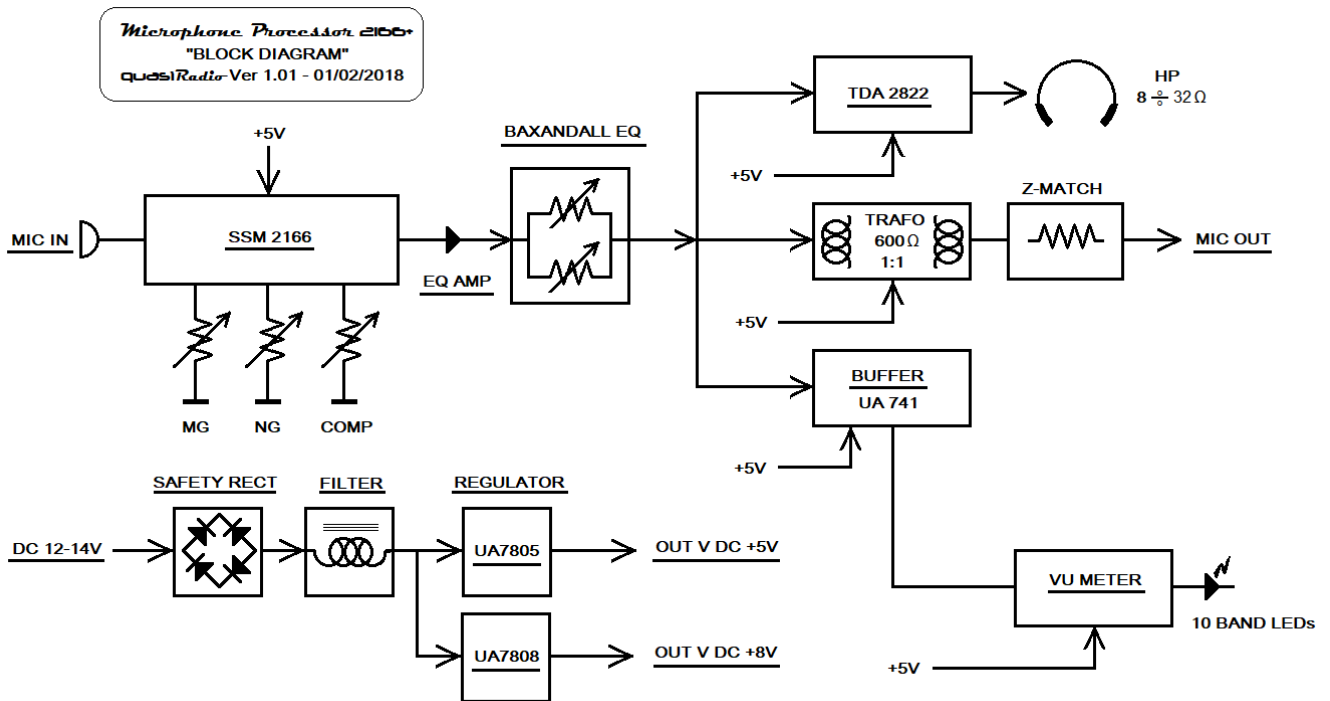 Microphone Processor 2166+
"BLOCK DIAGRAM"
quasiRadio Ver 1.01 - 01/02/2018
+5V
MIC IN
SSM 2166
EQ AMP
MG
NG
COMP
BAXANDALL EQ
TDA 2822
+5V
HP
8 ÷ 32 Ω
TRAFO
600 Ω
1:1
+5V
Z-MATCH
MIC OUT
BUFFER
UA 741
+5V
VU METER
+5V
10 BAND LEDs
DC 12-14V
SAFETY RECT
FILTER
REGULATOR
UA7805
OUT V DC +5V
UA7808
OUT V DC +8V